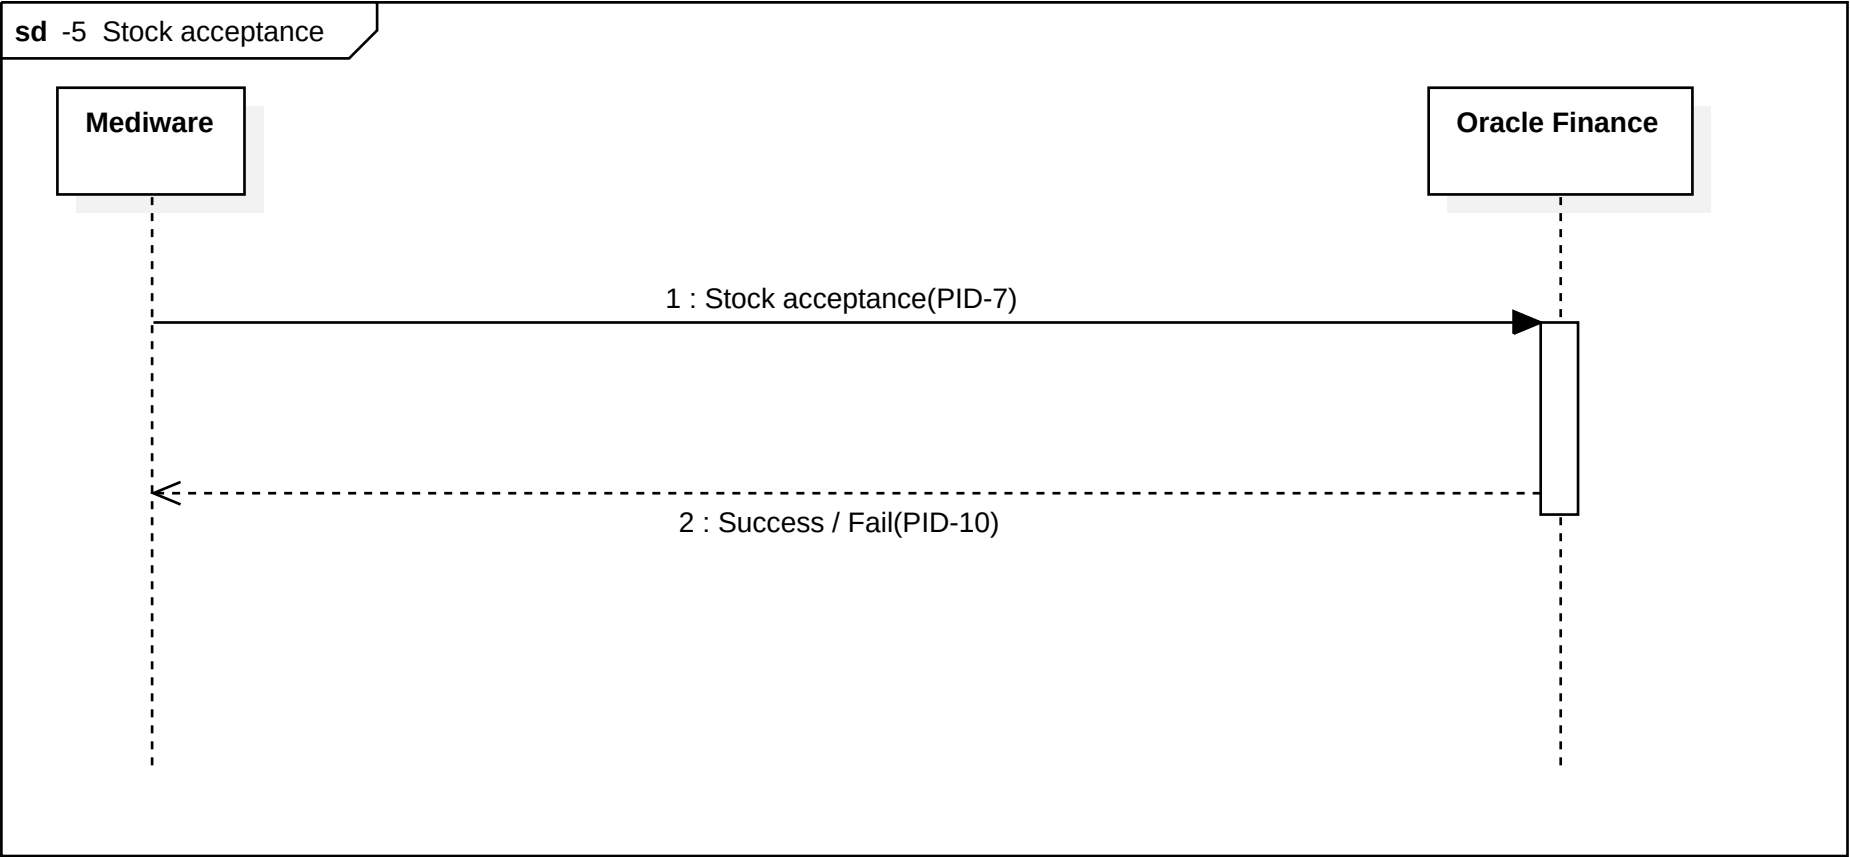 sd -5 Stock acceptance
Mediware
Oracle Finance
1 : Stock acceptance(PID-7)
2 : Success / Fail(PID-10)